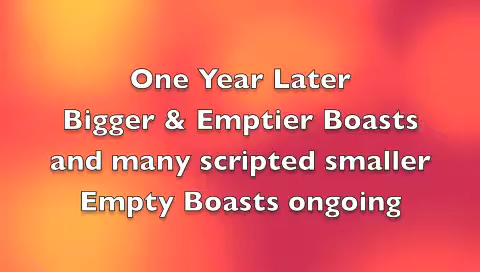 One Year Later
Bigger & Emptier Boasts
and many scripted smaller
Empty Boasts ongoing